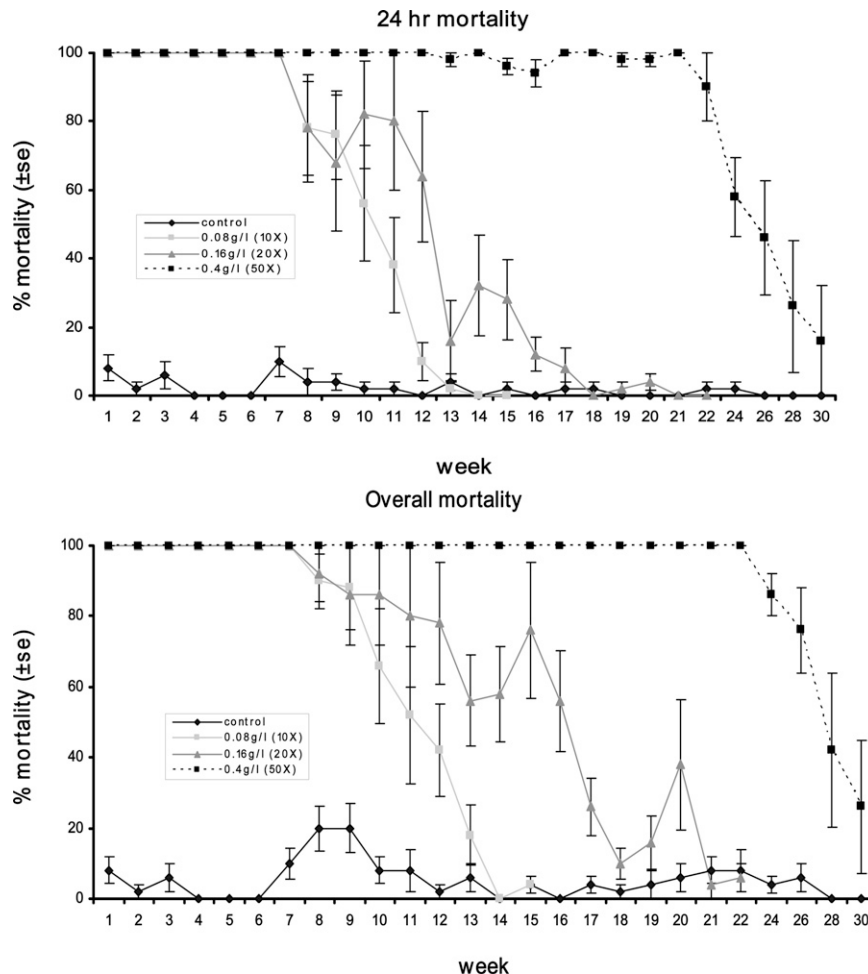 24 hr mortality
% mortality (±se)
100
80
60
40
20
0
control
0.08g/l (10X)
0.16g/l (20X)
0.4g/l (50X)
1 2 3 4 5 6 7 8 9 10 11 12 13 14 15 16 17 18 19 20 21 22 24 26 28 30
week
Overall mortality
% mortality (±se)
100
80
60
40
20
0
control
0.08g/l (10X)
0.16g/l (20X)
0.4g/l (50X)
1 2 3 4 5 6 7 8 9 10 11 12 13 14 15 16 17 18 19 20 21 22 24 26 28 30
week